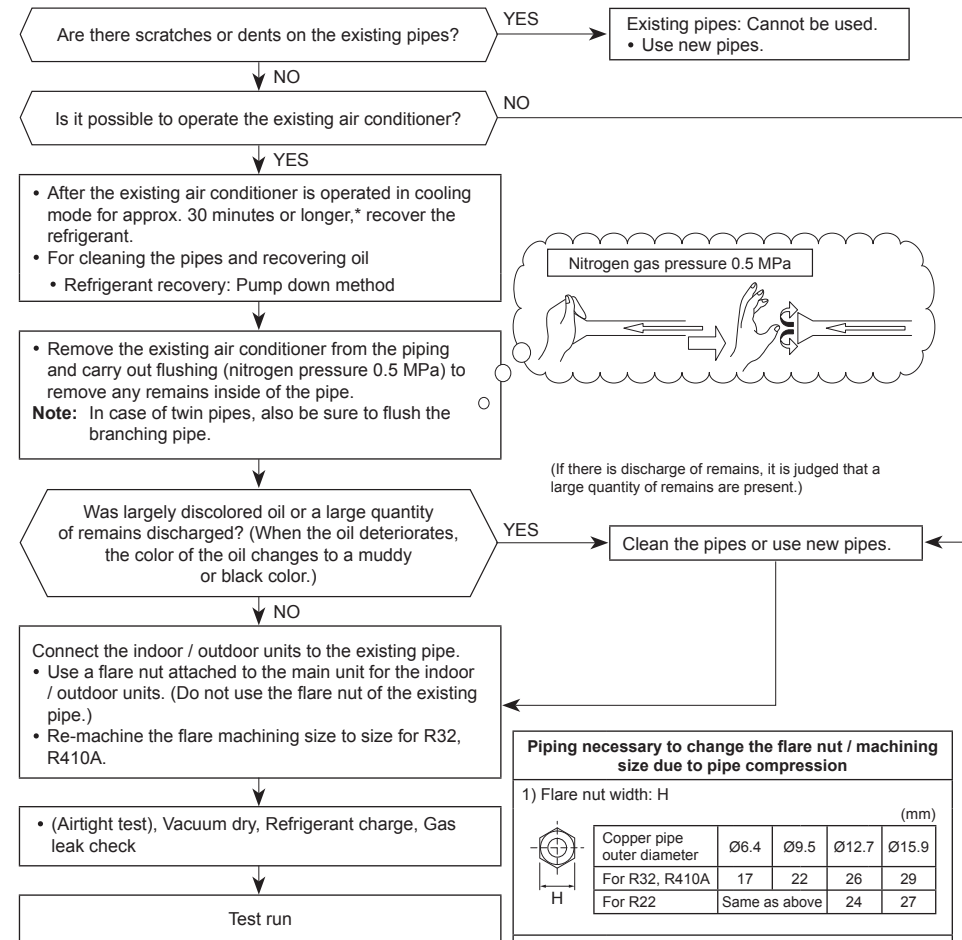 Are there scratches or dents on the existing pipes?
YES
Existing pipes: Cannot be used.
• Use new pipes.
NO
Is it possible to operate the existing air conditioner?
NO
YES
• After the existing air conditioner is operated in cooling
mode for approx. 30 minutes or longer,* recover the
refrigerant.
• For cleaning the pipes and recovering oil
• Refrigerant recovery: Pump down method
Nitrogen gas pressure 0.5 MPa
• Remove the existing air conditioner from the piping
and carry out flushing (nitrogen pressure 0.5 MPa) to
remove any remains inside of the pipe.
Note: In case of twin pipes, also be sure to flush the
branching pipe.
(If there is discharge of remains, it is judged that a
large quantity of remains are present.)
Was largely discolored oil or a large quantity
of remains discharged? (When the oil deteriorates,
the color of the oil changes to a muddy
or black color.)
YES
Clean the pipes or use new pipes.
NO
Connect the indoor / outdoor units to the existing pipe.
• Use a flare nut attached to the main unit for the indoor
/ outdoor units. (Do not use the flare nut of the existing
pipe.)
• Re-machine the flare machining size to size for R32,
R410A.
• (Airtight test), Vacuum dry, Refrigerant charge, Gas
leak check
Test run
Piping necessary to change the flare nut / machining
size due to pipe compression
1) Flare nut width: H
(mm)
Copper pipe
outer diameter Ø6.4 Ø9.5 Ø12.7 Ø15.9
For R32, R410A 17 22 26 29
For R22 Same as above 24 27
H